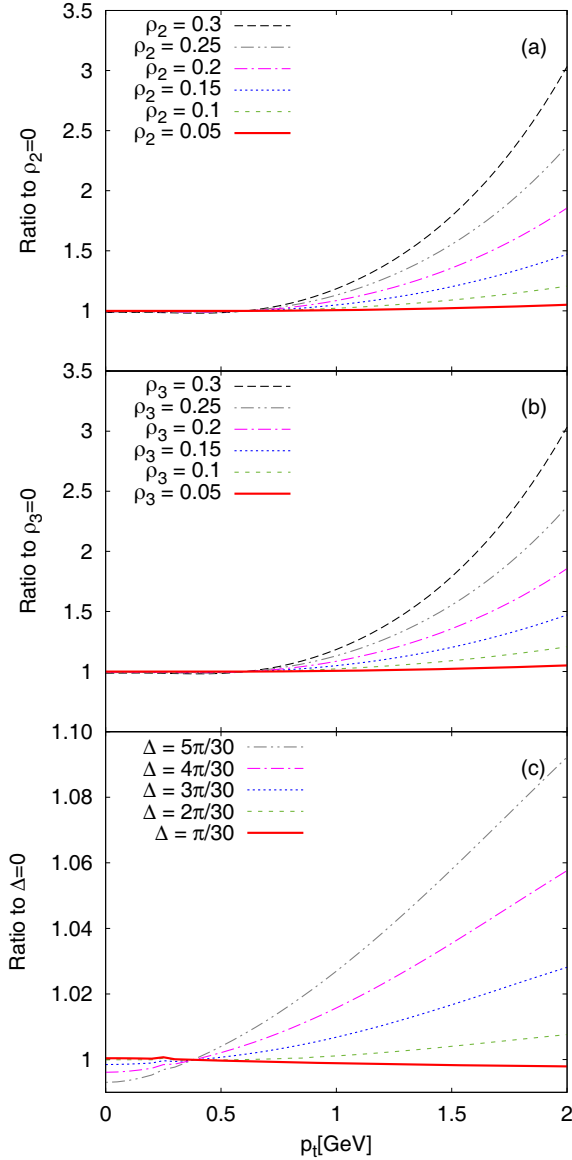 3.5
3
2.5
2
1.5
1
Ratio to ρ2=0
ρ2 = 0.3
ρ2 = 0.25
ρ2 = 0.2
ρ2 = 0.15
ρ2 = 0.1
ρ2 = 0.05
(a)
3.5
3
2.5
2
1.5
1
Ratio to ρ3=0
ρ3 = 0.3
ρ3 = 0.25
ρ3 = 0.2
ρ3 = 0.15
ρ3 = 0.1
ρ3 = 0.05
(b)
1.10
1.08
1.06
1.04
1.02
1
Ratio to Δ=0
Δ = 5π/30
Δ = 4π/30
Δ = 3π/30
Δ = 2π/30
Δ = π/30
(c)
0 0.5 1 1.5 2
pt[GeV]